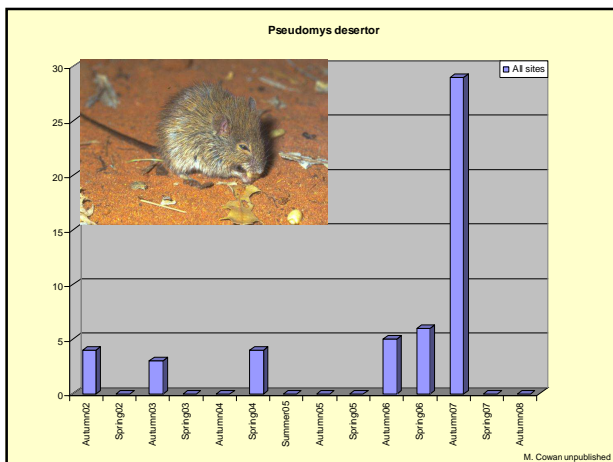 Pseudomys desertor
All sites
30
25
20
15
10
5
0
Autumn02
Spring02
Autumn03
Spring03
Autumn04
Spring04
Summer05
Autumn05
Spring05
Autumn06
Spring06
Autumn07
Spring07
Autumn08
M. Cowan unpublished